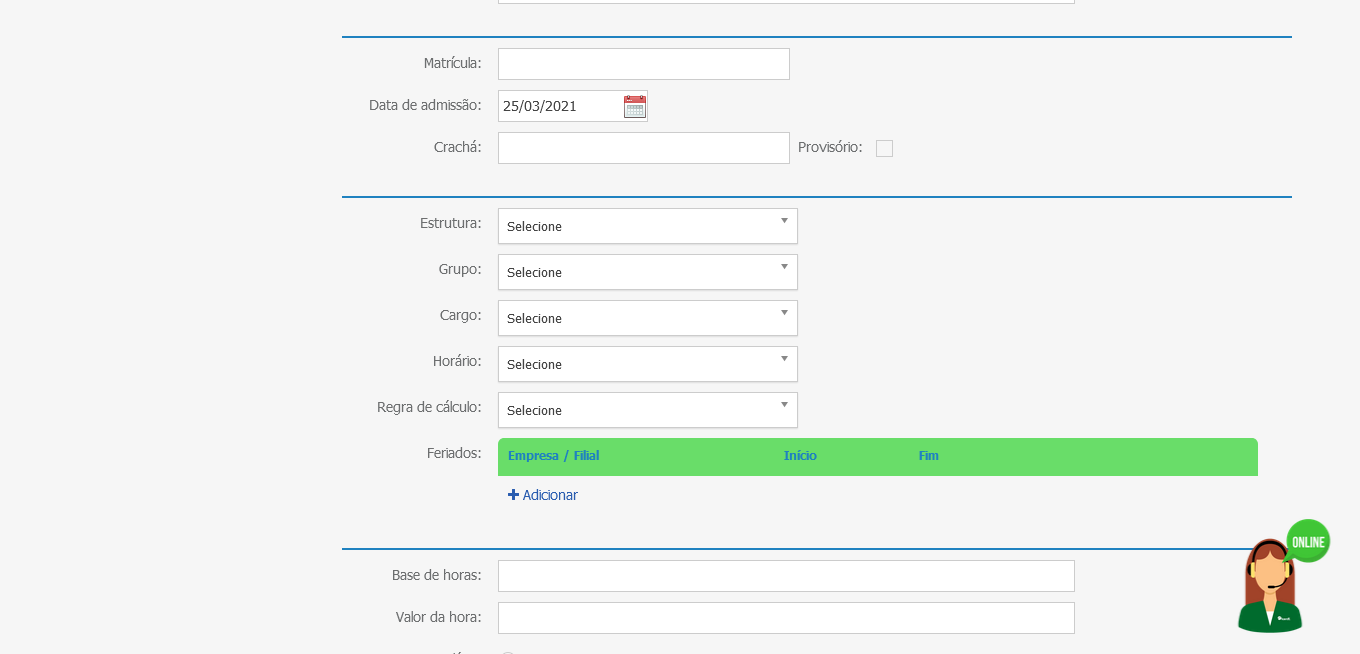 Matrícula:
Data de admissão: 25/03/2021
Crachá: Provisório:
Estrutura: Selecione
Grupo: Selecione
Cargo: Selecione
Horário: Selecione
Regra de cálculo: Selecione
Feriados: Empresa / Filial Início Fim
Adicionar
ONLINE
Base de horas:
Valor da hora: